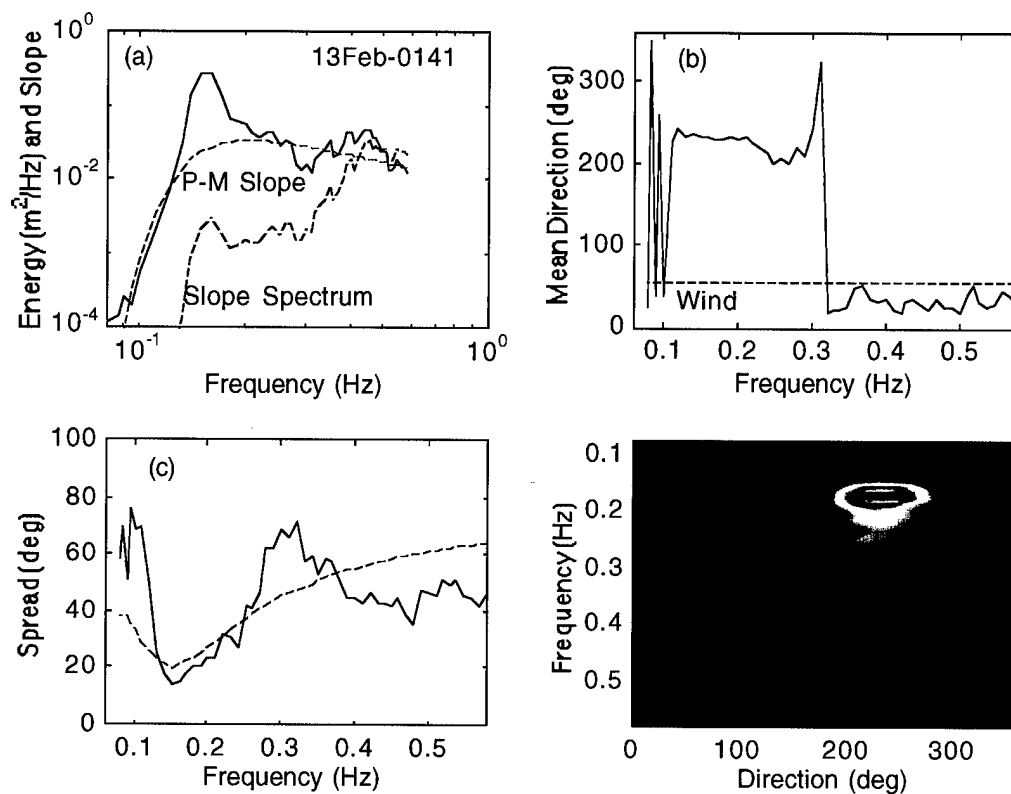 (a)
13Feb-0141
Energy (m²/Hz) and Slope
10⁰
10⁻²
10⁻⁴
P-M Slope
Slope Spectrum
10⁻¹
10⁰
Frequency (Hz)
(b)
Mean Direction (deg)
300
200
100
0
Wind
0.1
0.2
0.3
0.4
0.5
Frequency (Hz)
(c)
Spread (deg)
100
80
60
40
20
0
0.1
0.2
0.3
0.4
0.5
Frequency (Hz)
Frequency (Hz)
0.1
0.2
0.3
0.4
0.5
0
100
200
300
Direction (deg)